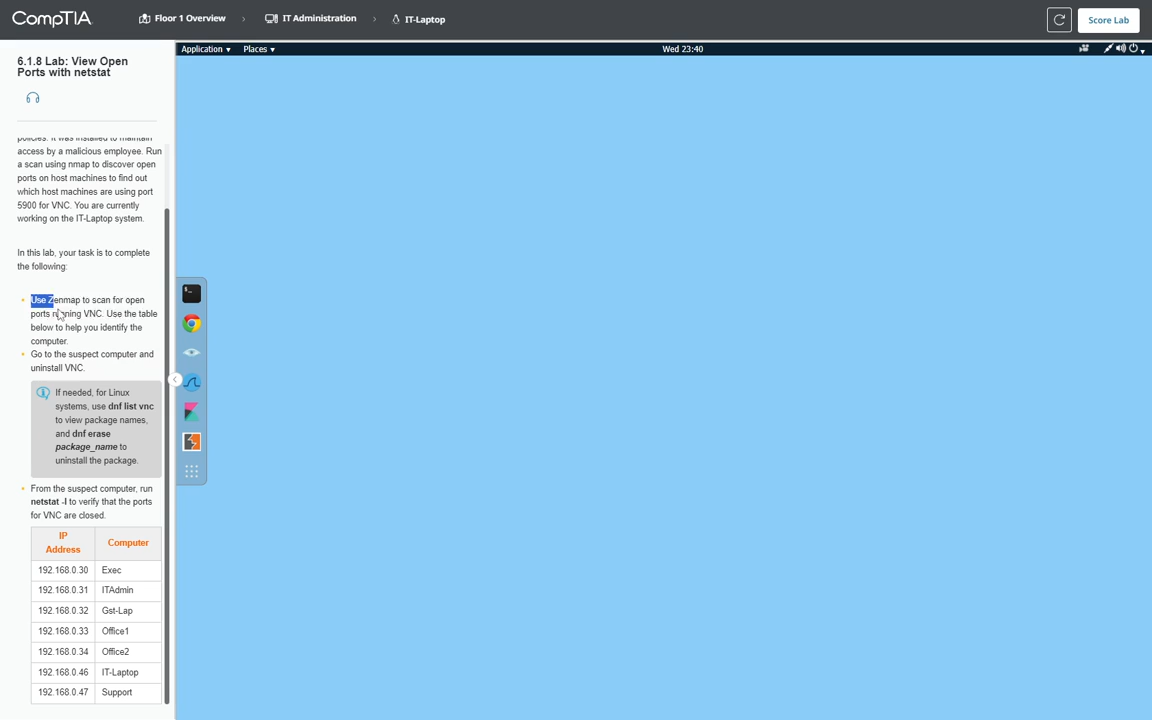 CompTIA.
Floor 1 Overview > IT Administration > IT-Laptop
Score Lab
Application ▾ Places ▾
Wed 23:40
6.1.8 Lab: View Open
Ports with netstat
policies. It was installed to maintain
access by a malicious employee. Run
a scan using nmap to discover open
ports on host machines to find out
which host machines are using port
5900 for VNC. You are currently
working on the IT-Laptop system.
In this lab, your task is to complete
the following:
Use Zenmap to scan for open
ports running VNC. Use the table
below to help you identify the
computer.
Go to the suspect computer and
uninstall VNC.
If needed, for Linux
systems, use dnf list vnc
to view package names,
and dnf erase
package_name to
uninstall the package.
From the suspect computer, run
netstat -l to verify that the ports
for VNC are closed.
IP
Address
Computer
192.168.0.30 Exec
192.168.0.31 ITAdmin
192.168.0.32 Gst-Lap
192.168.0.33 Office1
192.168.0.34 Office2
192.168.0.46 IT-Laptop
192.168.0.47 Support